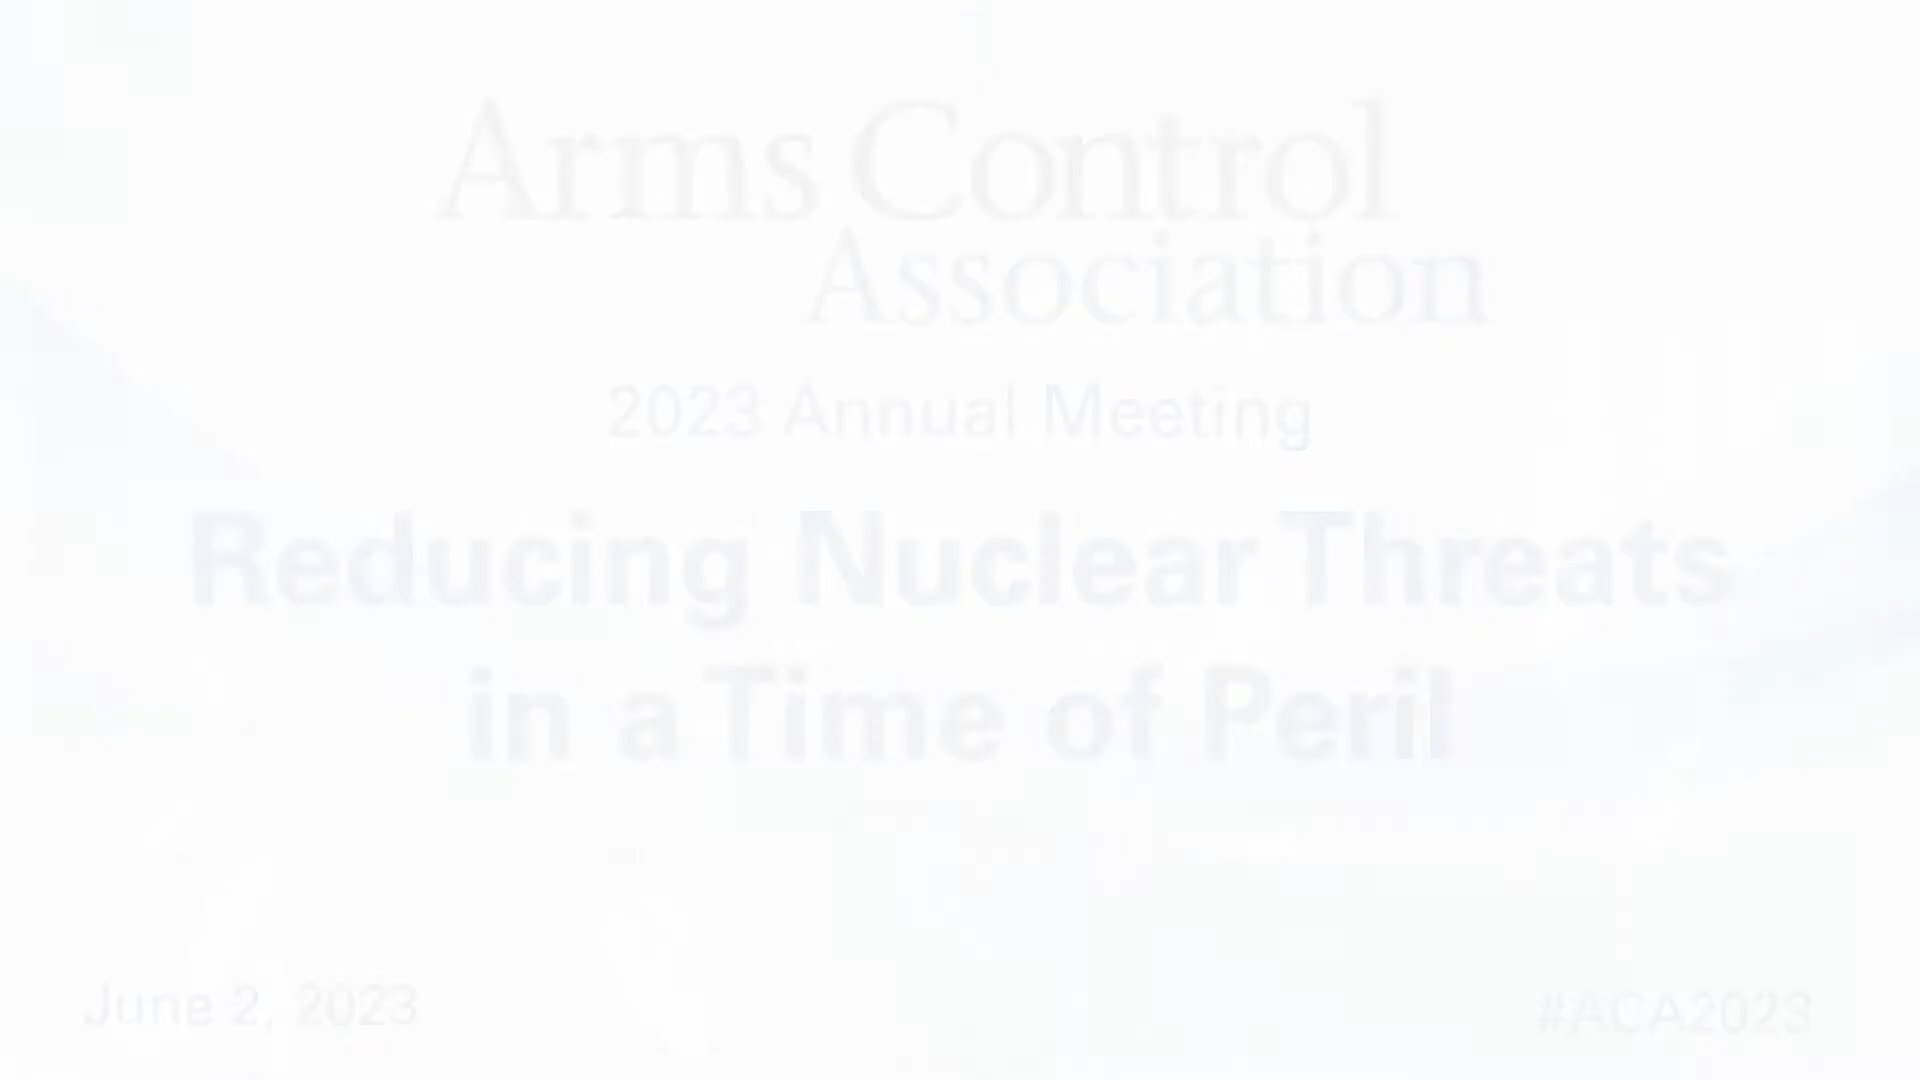 Arms Control
Association
2023 Annual Meeting
Reducing Nuclear Threats
in a Time of Peril
June 2, 2023
#ACA2023